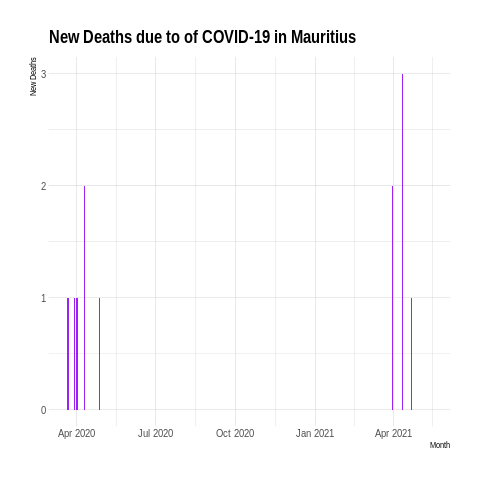 New Deaths due to of COVID-19 in Mauritius
New Deaths
3
2
1
0
Apr 2020 Jul 2020 Oct 2020 Jan 2021 Apr 2021
Month